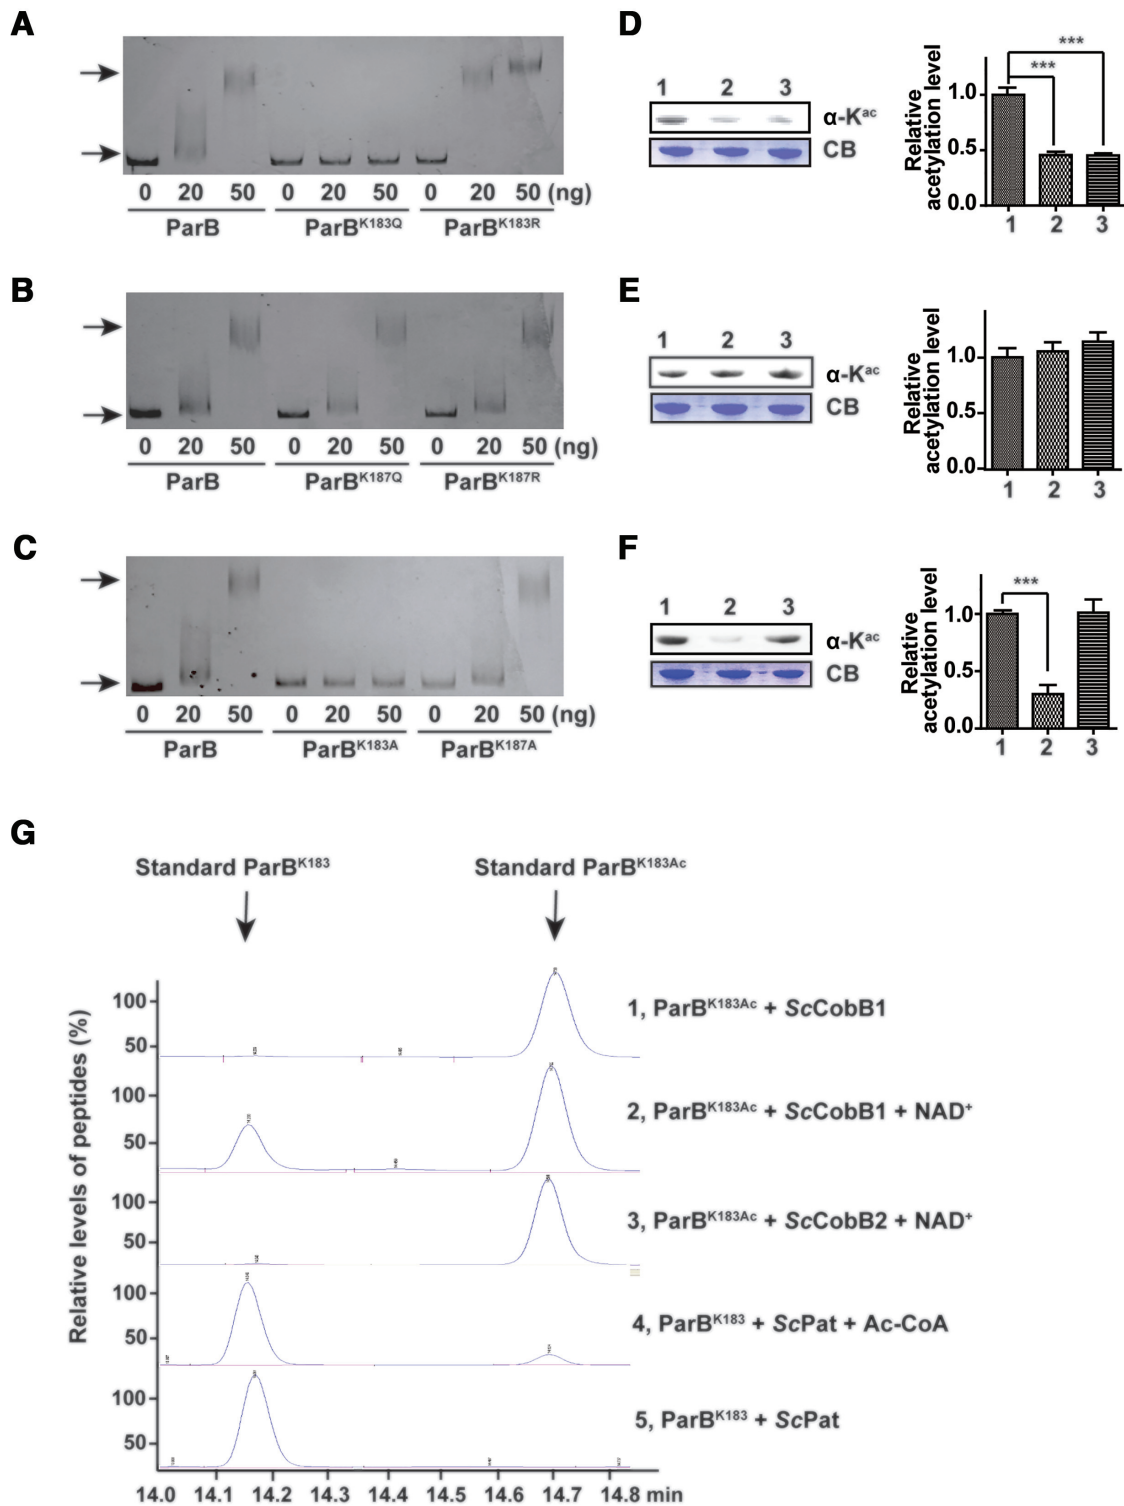 A
0 20 50 0 20 50 0 20 50 (ng)
ParB ParB^K183Q ParB^K183R
B
0 20 50 0 20 50 0 20 50 (ng)
ParB ParB^K187Q ParB^K187R
C
0 20 50 0 20 50 0 20 50 (ng)
ParB ParB^K183A ParB^K187A
D
1 2 3
α-K^ac
CB
Relative
acetylation level
***
***
1.0
0.5
0.0
1 2 3
E
1 2 3
α-K^ac
CB
Relative
acetylation level
1.0
0.5
0.0
1 2 3
F
1 2 3
α-K^ac
CB
Relative
acetylation level
***
1.0
0.5
0.0
1 2 3
G
Standard ParB^K183 Standard ParB^K183Ac
Relative levels of peptides (%)
100
50
1, ParB^K183Ac + ScCobB1
100
50
2, ParB^K183Ac + ScCobB1 + NAD⁺
100
50
3, ParB^K183Ac + ScCobB2 + NAD⁺
100
50
4, ParB^K183 + ScPat + Ac-CoA
100
50
5, ParB^K183 + ScPat
14.0 14.1 14.2 14.3 14.4 14.5 14.6 14.7 14.8 min